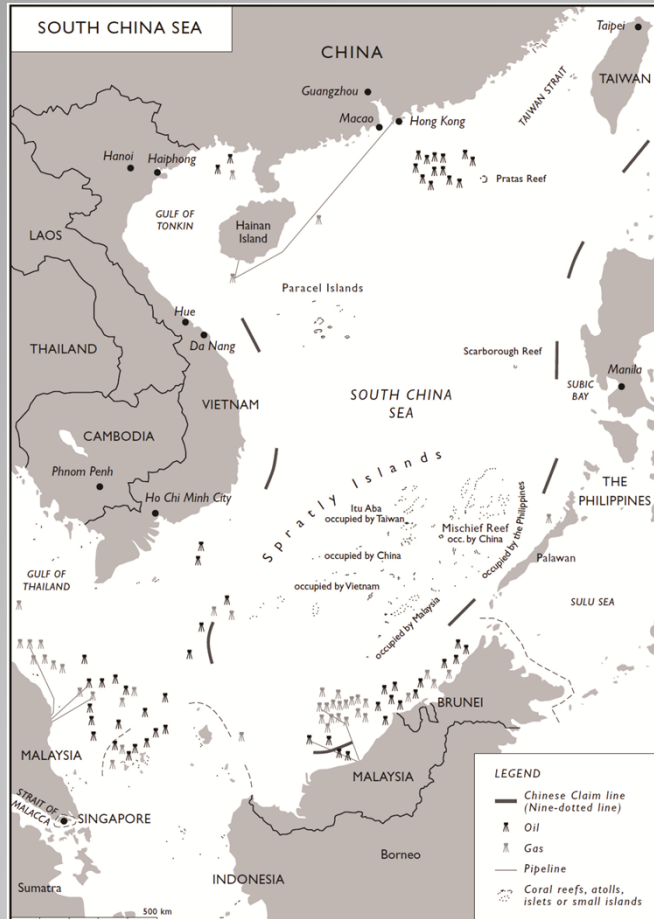 SOUTH CHINA SEA
CHINA
Taipei
TAIWAN
TAIWAN STRAIT
Guangzhou
Macao
Hong Kong
Hanoi
Haiphong
Pratas Reef
GULF OF
TONKIN
Hainan
Island
LAOS
Paracel Islands
Hue
Da Nang
THAILAND
Scarborough Reef
Manila
SUBIC
BAY
VIETNAM
SOUTH CHINA
SEA
CAMBODIA
Phnom Penh
Ho Chi Minh City
THE
PHILIPPINES
Spratly Islands
Itu Aba
occupied by Taiwan
Mischief Reef
occ. by China
occupied by the Philippines
occupied by China
Palawan
GULF OF
THAILAND
occupied by Vietnam
occupied by Malaysia
SULU SEA
BRUNEI
MALAYSIA
MALAYSIA
STRAIT OF
MALACCA
SINGAPORE
Borneo
INDONESIA
Sumatra
500 km
LEGEND
Chinese Claim line
(Nine-dotted line)
Oil
Gas
Pipeline
Coral reefs, atolls,
islets or small islands